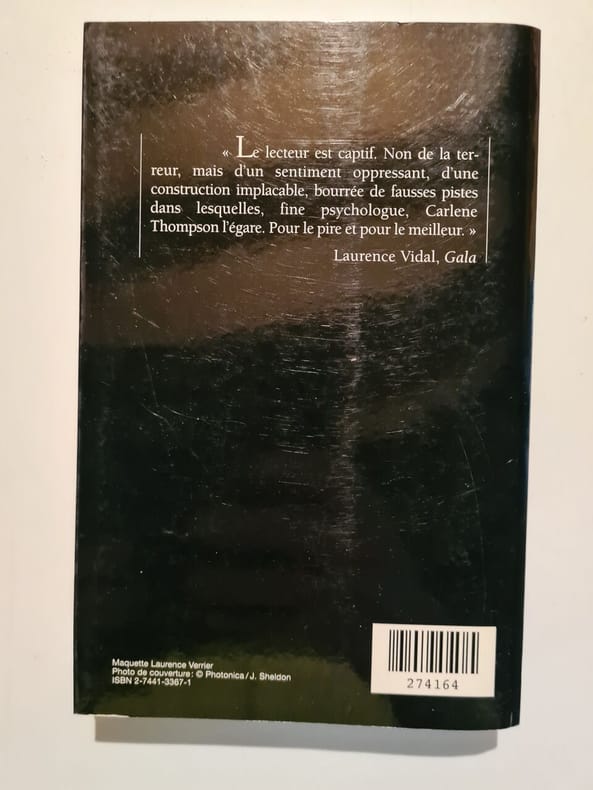 « Le lecteur est captif. Non de la ter-
reur, mais d'un sentiment oppressant, d'une
construction implacable, bourrée de fausses pistes
dans lesquelles, fine psychologue, Carlene
Thompson l'égare. Pour le pire et pour le meilleur. »
Laurence Vidal, Gala
Maquette Laurence Verrier
Photo de couverture : © Photonica / J. Sheldon
ISBN 2-7441-3367-1
274164